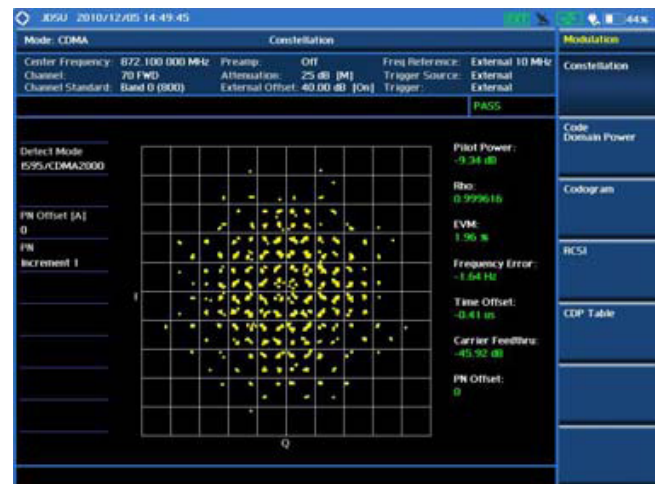 JDSU 2010/12/05 14:49:45
44%
Mode: CDMA
Constellation
Modulation
Center Frequency: 872.100 000 MHz
Preamp: Off
Freq Reference: External 10 MHz
Channel: 70 FWD
Attenuation: 25 dB [M]
Trigger Source: External
Channel Standard: Band 0 (800)
External Offset: 40.00 dB [On]
Trigger: External
PASS
Constellation
Code
Domain Power
Codogram
RCSI
CDP Table
Detect Mode
IS95/CDMA2000
PN Offset [A]
0
PN
Increment 1
I
Q
Pilot Power:
-9.34 dB
Rho:
0.999616
EVM:
1.96 %
Frequency Error:
-1.64 Hz
Time Offset:
-0.41 us
Carrier Feedthru:
-45.92 dB
PN Offset:
0